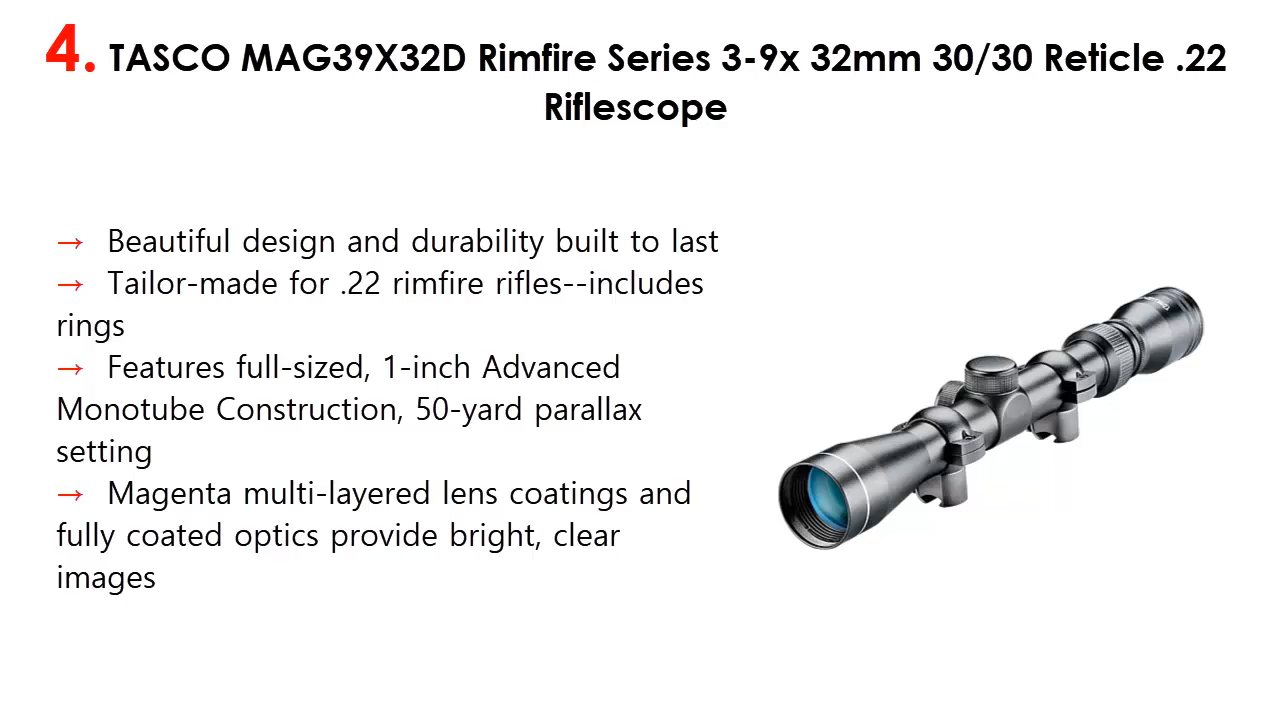 4. TASCO MAG39X32D Rimfire Series 3-9x 32mm 30/30 Reticle .22
Riflescope
→ Beautiful design and durability built to last
→ Tailor-made for .22 rimfire rifles--includes
rings
→ Features full-sized, 1-inch Advanced
Monotube Construction, 50-yard parallax
setting
→ Magenta multi-layered lens coatings and
fully coated optics provide bright, clear
images